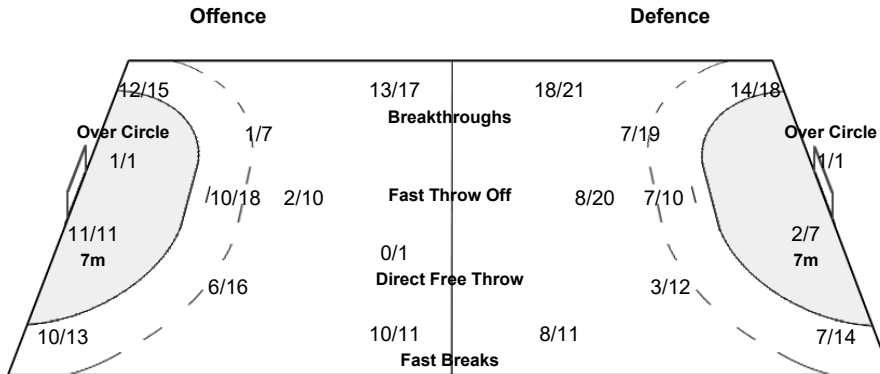 Offence Defence
12/15 13/17 18/21 14/18
Breakthroughs
Over Circle 1/7 7/19 Over Circle
1/1 1/1
10/18 2/10 Fast Throw Off 8/20 7/10
11/11 2/7
0/1
7m 7m
Direct Free Throw
6/16 3/12
10/13 10/11 8/11 7/14
Fast Breaks